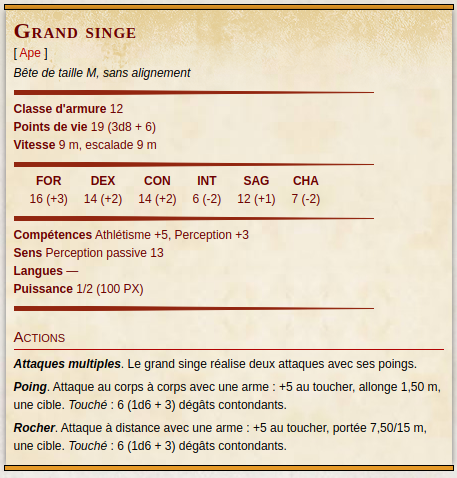 Grand singe
[ Ape ]
Bête de taille M, sans alignement
Classe d'armure 12
Points de vie 19 (3d8 + 6)
Vitesse 9 m, escalade 9 m
FOR DEX CON INT SAG CHA
16 (+3) 14 (+2) 14 (+2) 6 (-2) 12 (+1) 7 (-2)
Compétences Athlétisme +5, Perception +3
Sens Perception passive 13
Langues —
Puissance 1/2 (100 PX)
Actions
Attaques multiples. Le grand singe réalise deux attaques avec ses poings.
Poing. Attaque au corps à corps avec une arme : +5 au toucher, allonge 1,50 m,
une cible. Touché : 6 (1d6 + 3) dégâts contondants.
Rocher. Attaque à distance avec une arme : +5 au toucher, portée 7,50/15 m,
une cible. Touché : 6 (1d6 + 3) dégâts contondants.